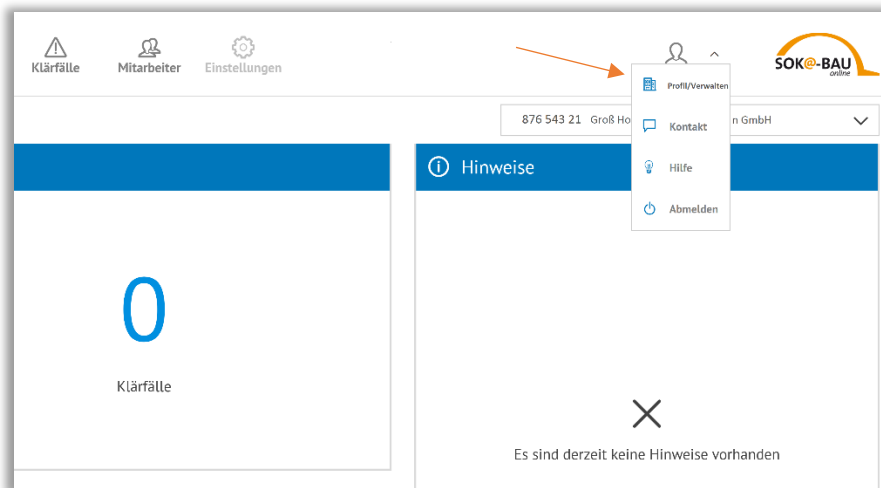 Klärfälle
Mitarbeiter
Einstellungen
SOK@-BAU
online
Profil/Verwalten
Kontakt
Hilfe
Abmelden
876 543 21 Groß Ho
n GmbH
Hinweise
0
Klärfälle
Es sind derzeit keine Hinweise vorhanden